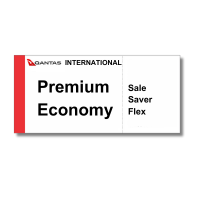 QANTAS INTERNATIONAL
Premium
Economy
Sale
Saver
Flex